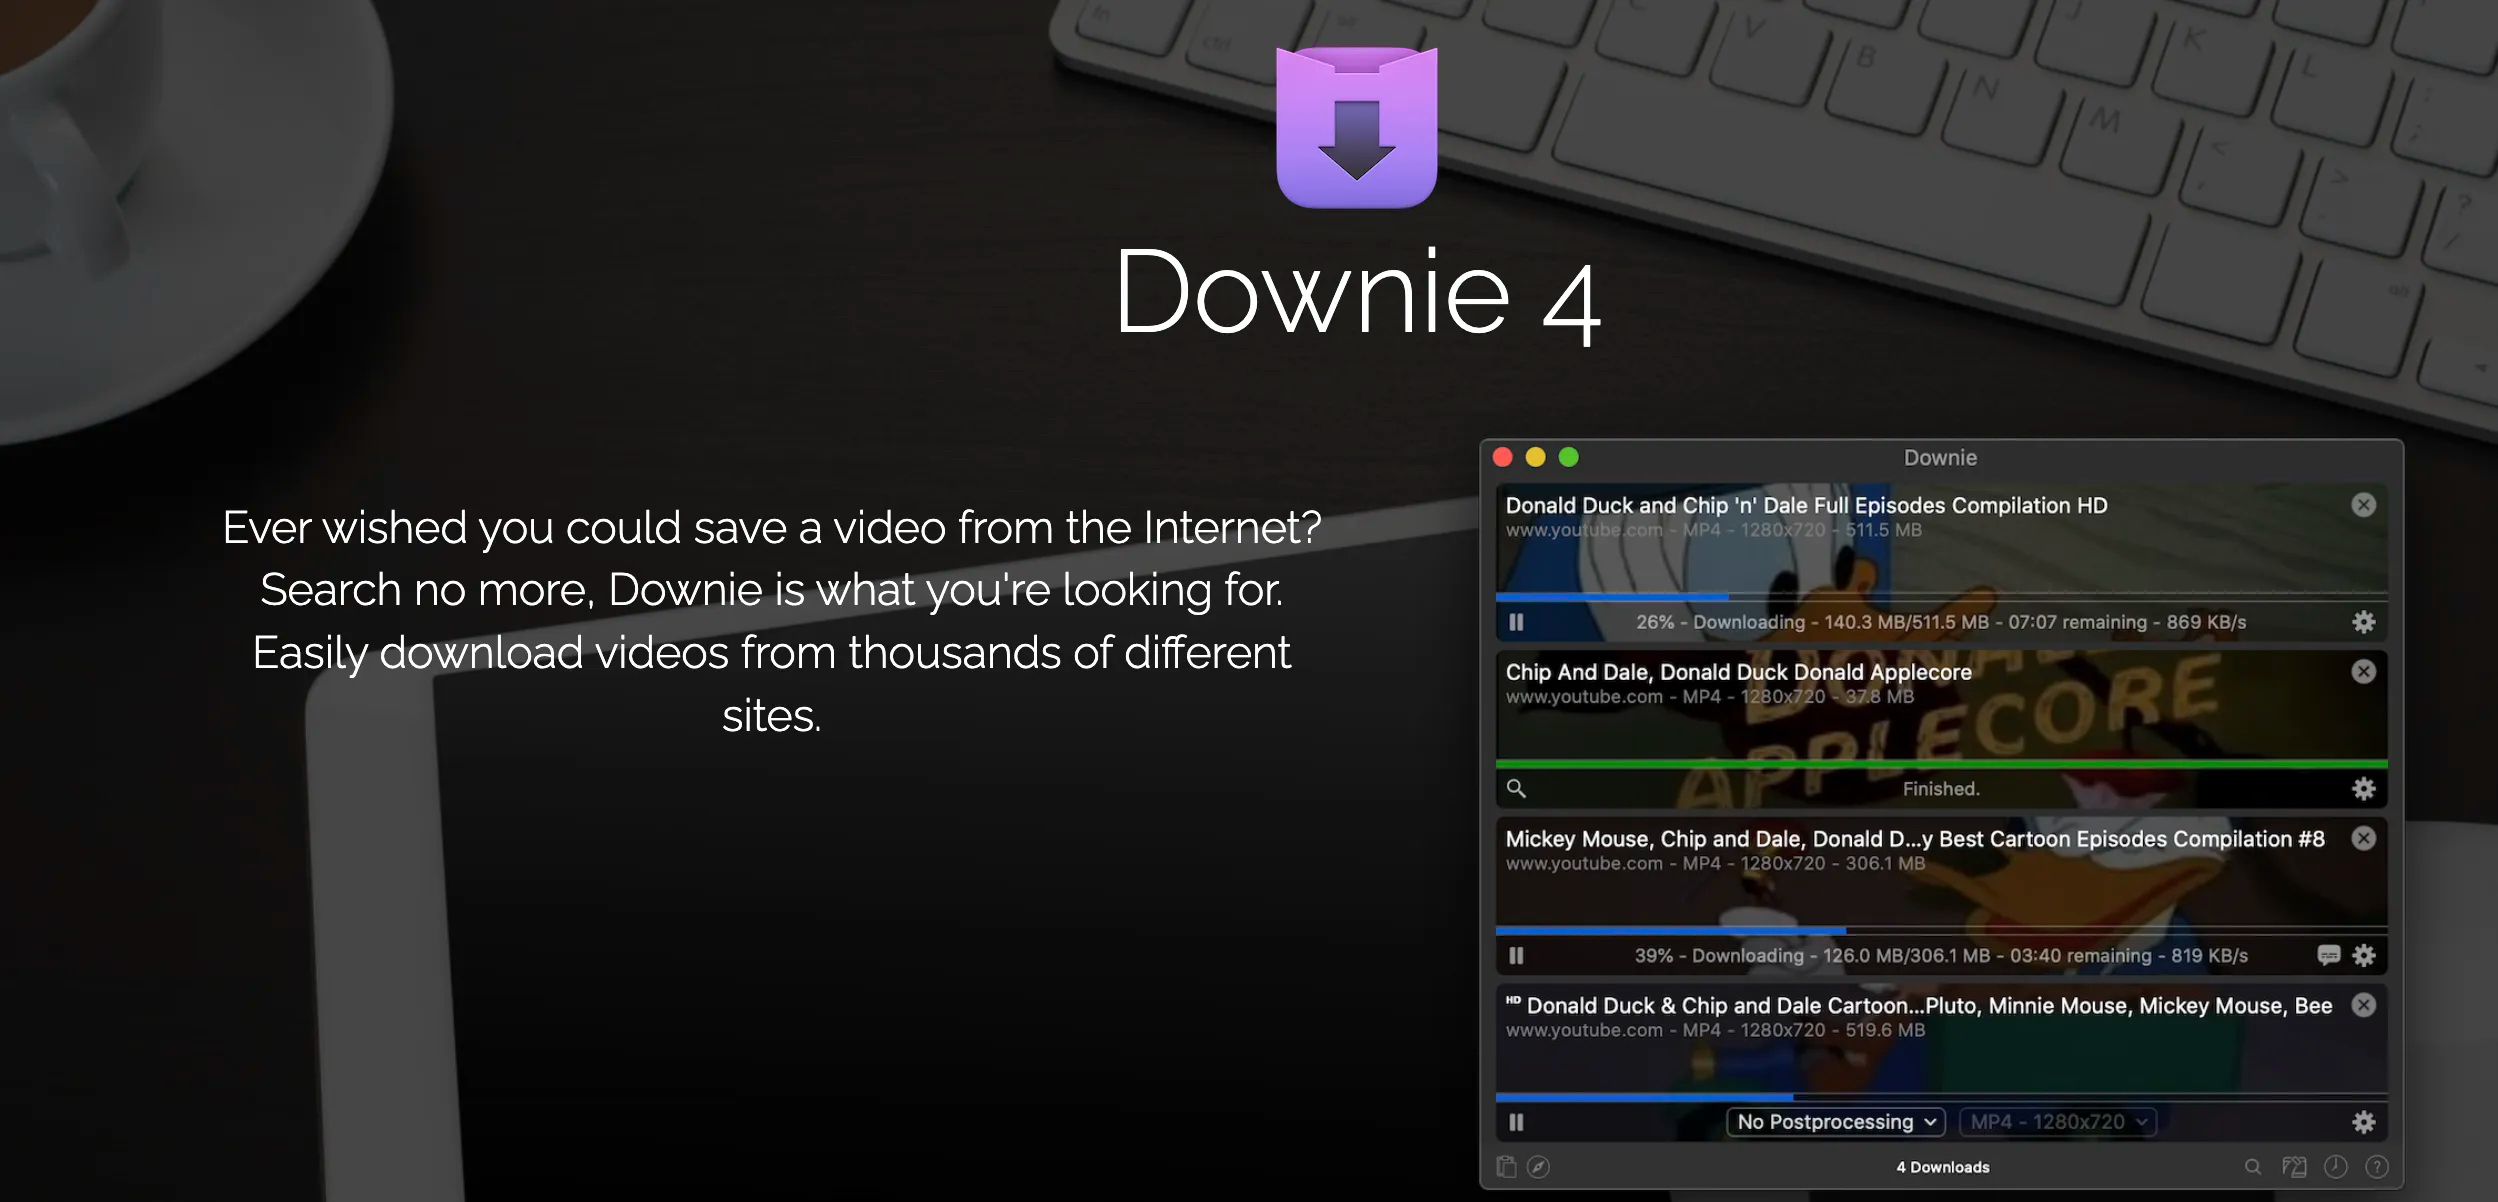 Downie 4
Ever wished you could save a video from the Internet?
Search no more, Downie is what you're looking for.
Easily download videos from thousands of different
sites.
Downie
Donald Duck and Chip 'n' Dale Full Episodes Compilation HD
www.youtube.com - MP4 - 1280x720 - 511.5 MB
26% - Downloading - 140.3 MB/511.5 MB - 07:07 remaining - 869 KB/s
Chip And Dale, Donald Duck Donald Applecore
www.youtube.com - MP4 - 1280x720 - 37.8 MB
DONALD
APPLECORE
Finished.
Mickey Mouse, Chip and Dale, Donald D...y Best Cartoon Episodes Compilation #8
www.youtube.com - MP4 - 1280x720 - 306.1 MB
39% - Downloading - 126.0 MB/306.1 MB - 03:40 remaining - 819 KB/s
HD Donald Duck & Chip and Dale Cartoon...Pluto, Minnie Mouse, Mickey Mouse, Bee
www.youtube.com - MP4 - 1280x720 - 519.6 MB
No Postprocessing
MP4 - 1280x720
4 Downloads
fn
ctrl
C
V
B
N
M
J
K
L